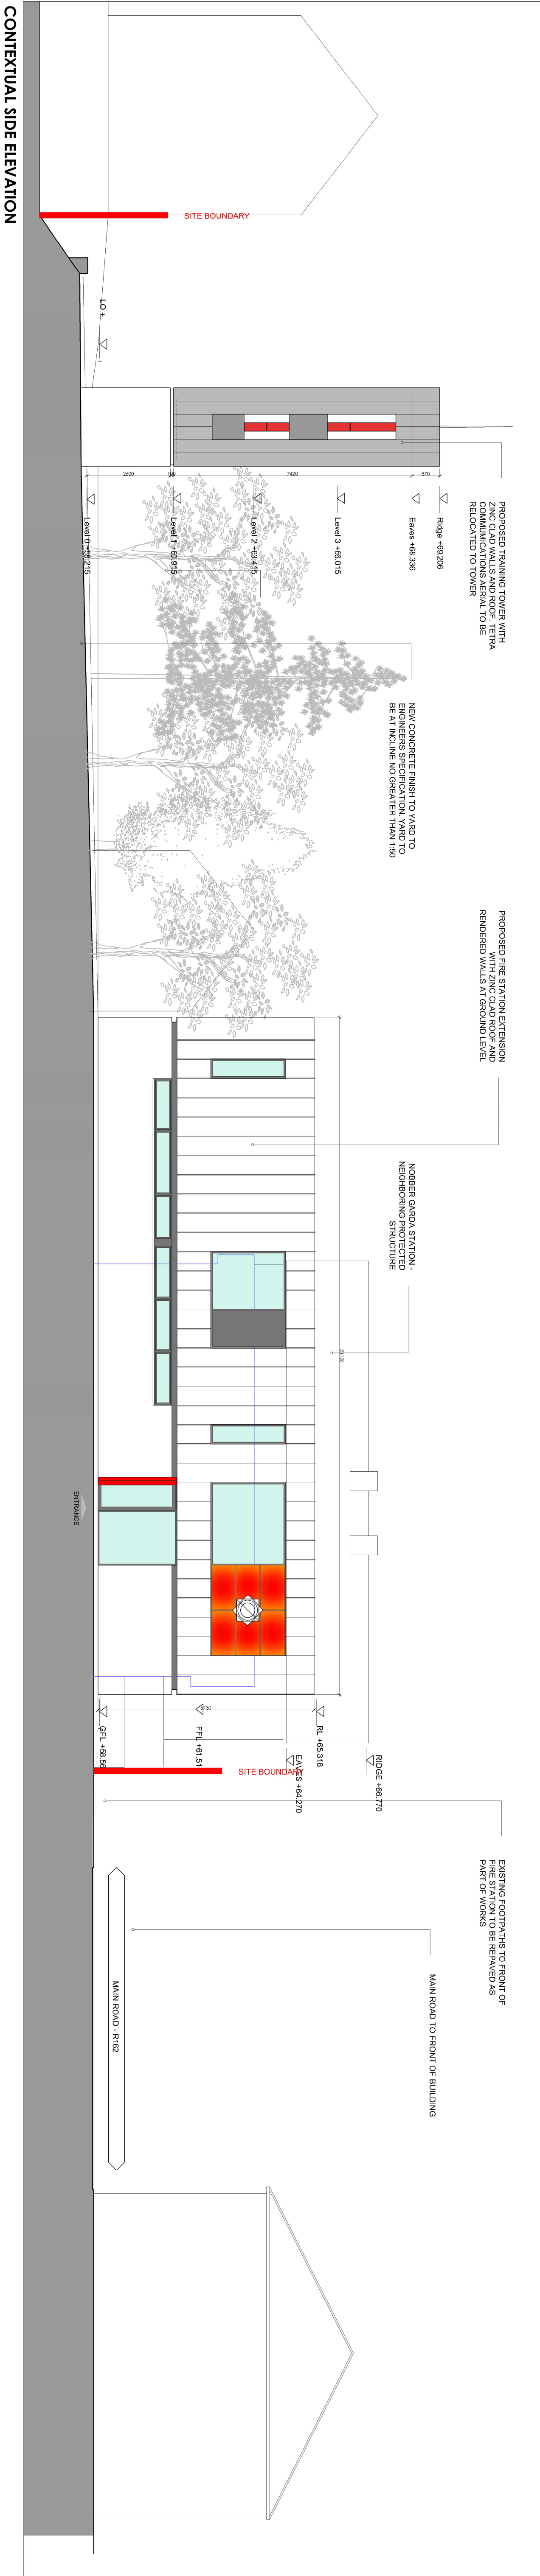 CONTEXTUAL SIDE ELEVATION
SITE BOUNDARY
LO +
PROPOSED TRAINING TOWER WITH
ZINC CLAD WALLS AND ROOF. TETRA
COMMUMICATIONS AERIAL TO BE
RELOCATED TO TOWER
Ridge +69.206
Eaves +68.336
Level 3 +66.015
Level 2 +63.415
Level 1 +60.915
Level 0 +58.215
870
7420
2600
NEW CONCRETE FINISH TO YARD TO
ENGINEERS SPECIFICATION. YARD TO
BE AT INCLINE NO GREATER THAN 1:50
PROPOSED FIRE STATION EXTENSION
WITH ZINC CLAD ROOF AND
RENDERED WALLS AT GROUND LEVEL
NOBBER GARDA STATION -
NEIGHBORING PROTECTED
STRUCTURE
21120
ENTRANCE
6730
RL +65.318
FFL +61.51
GFL +58.56
RIDGE +66.770
EAVES +64.270
SITE BOUNDARY
EXISTING FOOTPATHS TO FRONT OF
FIRE STATION TO BE REPAVED AS
PART OF WORKS
MAIN ROAD TO FRONT OF BUILDING
MAIN ROAD - R162